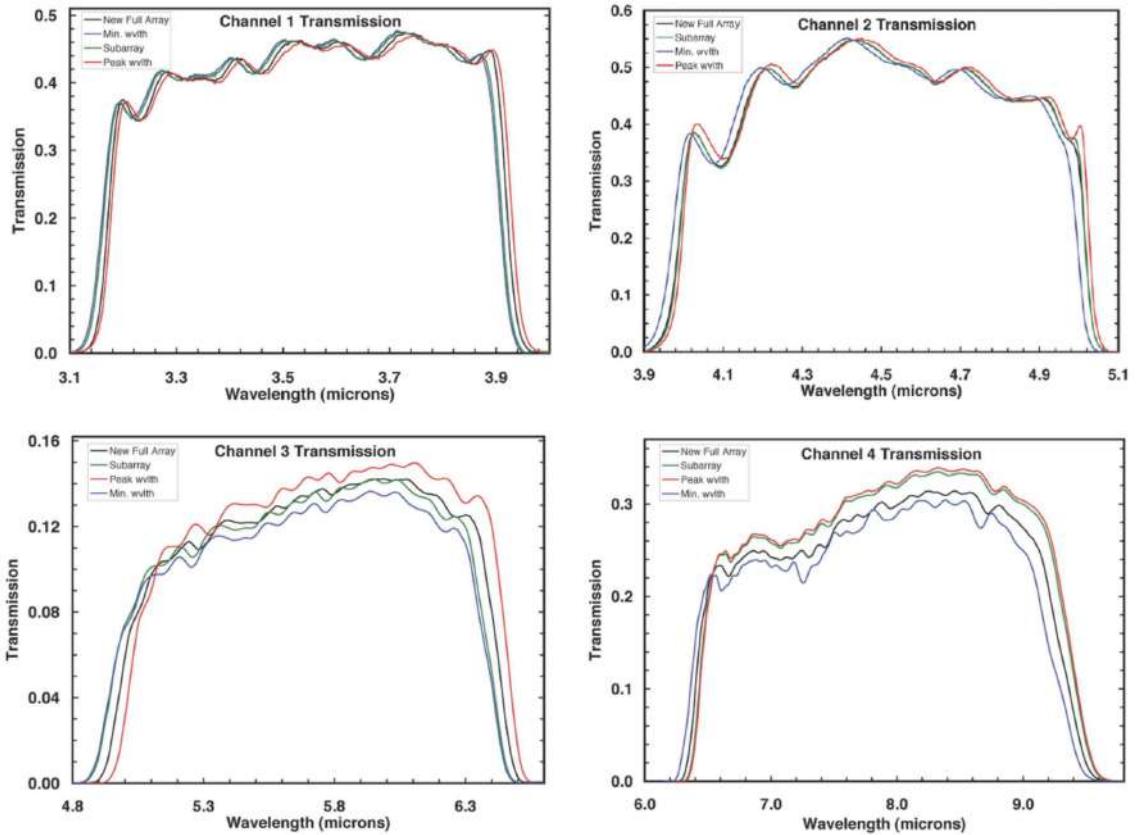 Channel 1 Transmission
New Full Array
Min. wvlth
Subarray
Peak wvlth
0.5
0.4
0.3
0.2
0.1
0.0
Transmission
3.1 3.3 3.5 3.7 3.9
Wavelength (microns)
Channel 2 Transmission
New Full Array
Subarray
Min. wvlth
Peak wvlth
0.6
0.5
0.4
0.3
0.2
0.1
0.0
Transmission
3.9 4.1 4.3 4.5 4.7 4.9 5.1
Wavelength (microns)
Channel 3 Transmission
New Full Array
Subarray
Peak wvlth
Min. wvlth
0.16
0.12
0.08
0.04
0.00
Transmission
4.8 5.3 5.8 6.3
Wavelength (microns)
Channel 4 Transmission
New Full Array
Subarray
Peak wvlth
Min. wvlth
0.3
0.2
0.1
0.0
Transmission
6.0 7.0 8.0 9.0
Wavelength (microns)